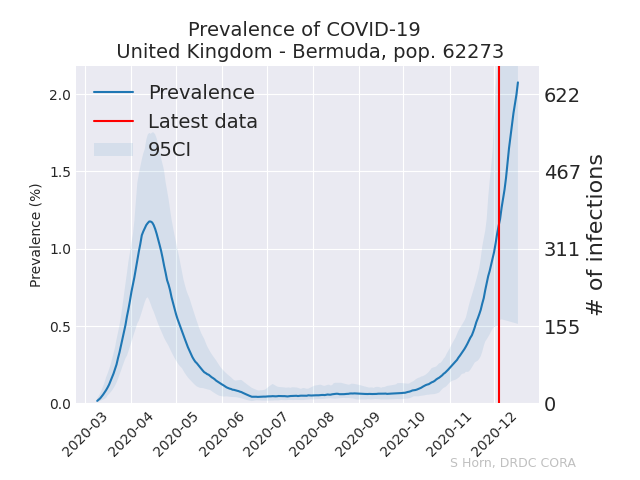 Prevalence of COVID-19
United Kingdom - Bermuda, pop. 62273
Prevalence
Latest data
95CI
Prevalence (%)
2.0
1.5
1.0
0.5
0.0
622
467
311
155
0
# of infections
2020-03
2020-04
2020-05
2020-06
2020-07
2020-08
2020-09
2020-10
2020-11
2020-12
S Horn, DRDC CORA